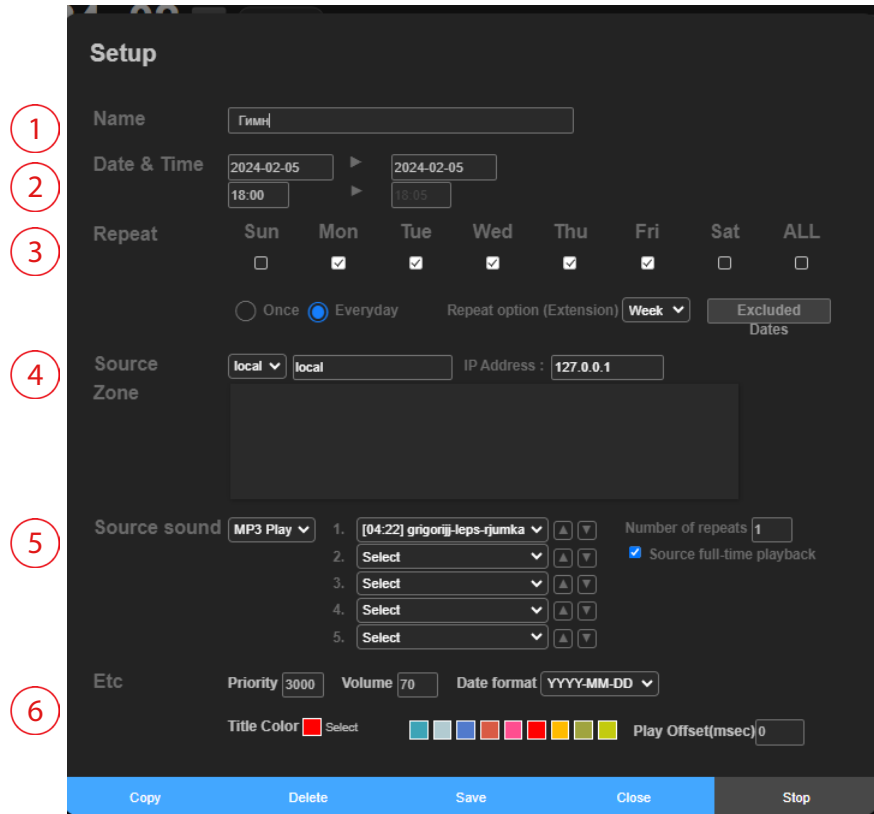 Setup
1
Name Гимн
2
Date & Time 2024-02-05 ► 2024-02-05
18:00 ► 18:05
3
Repeat Sun Mon Tue Wed Thu Fri Sat ALL
Once Everyday Repeat option (Extension) Week Excluded Dates
4
Source local local IP Address : 127.0.0.1
Zone
5
Source sound MP3 Play 1. [04:22] grigorijj-leps-rjumka Number of repeats 1
2. Select Source full-time playback
3. Select
4. Select
5. Select
6
Etc Priority 3000 Volume 70 Date format YYYY-MM-DD
Title Color Select Play Offset(msec) 0
Copy Delete Save Close Stop